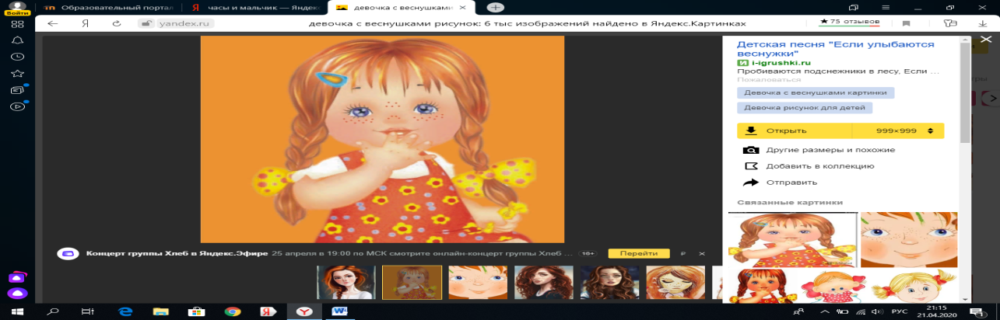 Образовательный портал
часы и мальчик — Яндекс
девочка с веснушками
Войти
yandex.ru
девочка с веснушками рисунок: 6 тыс изображений найдено в Яндекс.Картинках
★ 75 отзывов
Детская песня "Если улыбаются
веснужки"
i-igrushki.ru
Пробиваются подснежники в лесу, Если ...
Пожаловаться
Девочка с веснушками картинки
Девочка рисунок для детей
Открыть 999×999
Другие размеры и похожие
Добавить в коллекцию
Отправить
Связанные картинки
Концерт группы Хлеб в Яндекс.Эфире 25 апреля в 19:00 по МСК смотрите онлайн-концерт группы Хлеб ... 16+ Перейти
РУС
21:15
21.04.2020